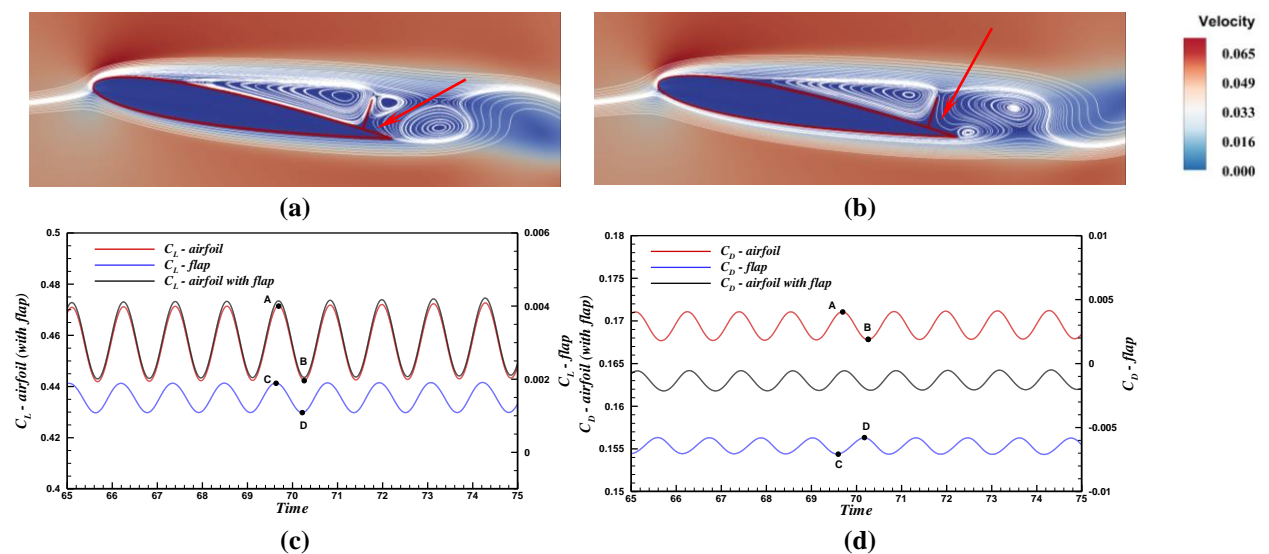 Velocity
0.065
0.049
0.033
0.016
0.000
(a)
(b)
0.5
0.48
0.46
0.44
0.42
0.4
C_L - airfoil (with flap)
C_L - airfoil
C_L - flap
C_L - airfoil with flap
A
B
C
D
0.006
0.004
0.002
0
C_L - flap
65 66 67 68 69 70 71 72 73 74 75
Time
(c)
0.18
0.175
0.171
0.168
0.162
0.155
0.15
C_D - airfoil (with flap)
C_D - airfoil
C_D - flap
C_D - airfoil with flap
A
B
D
C
0.01
0.005
0
-0.005
-0.01
C_D - flap
65 66 67 68 69 70 71 72 73 74 75
Time
(d)